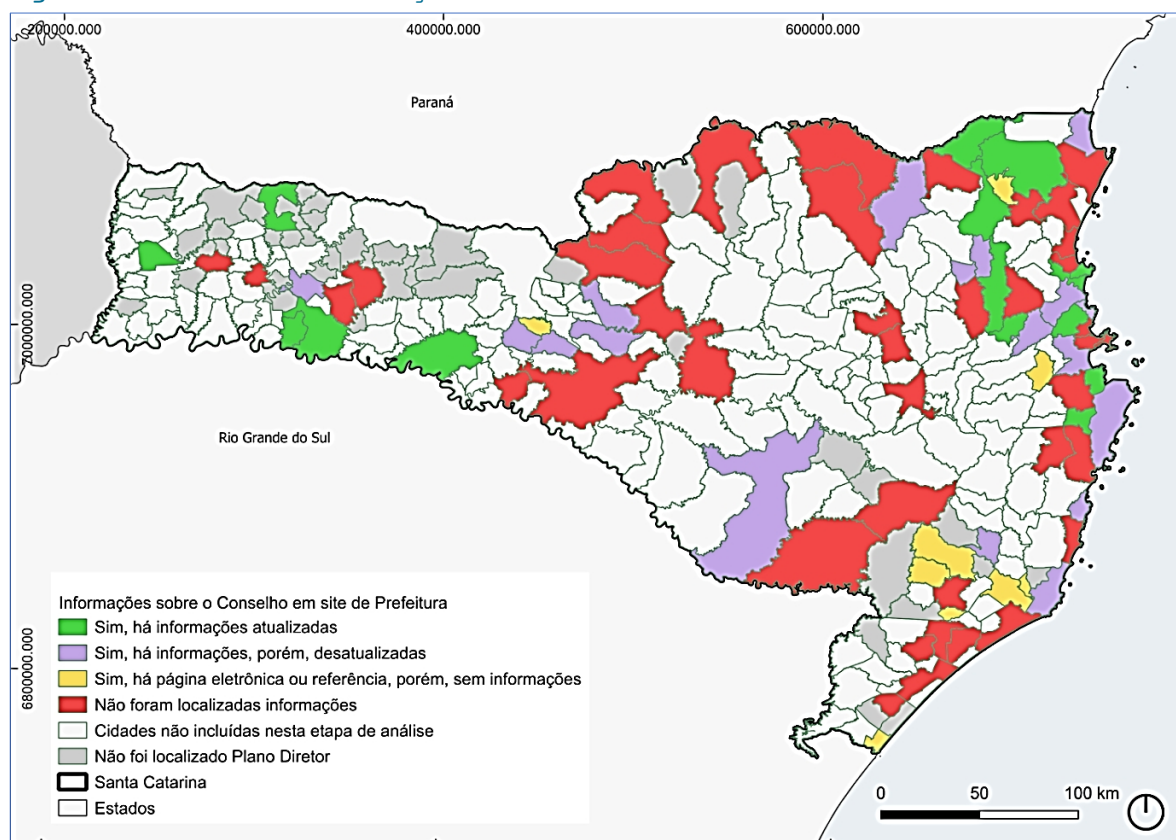 200000.000
400000.000
600000.000
Paraná
7000000.000
Rio Grande do Sul
Informações sobre o Conselho em site de Prefeitura
Sim, há informações atualizadas
Sim, há informações, porém, desatualizadas
Sim, há página eletrônica ou referência, porém, sem informações
Não foram localizadas informações
Cidades não incluídas nesta etapa de análise
Não foi localizado Plano Diretor
Santa Catarina
Estados
6800000.000
0 50 100 km